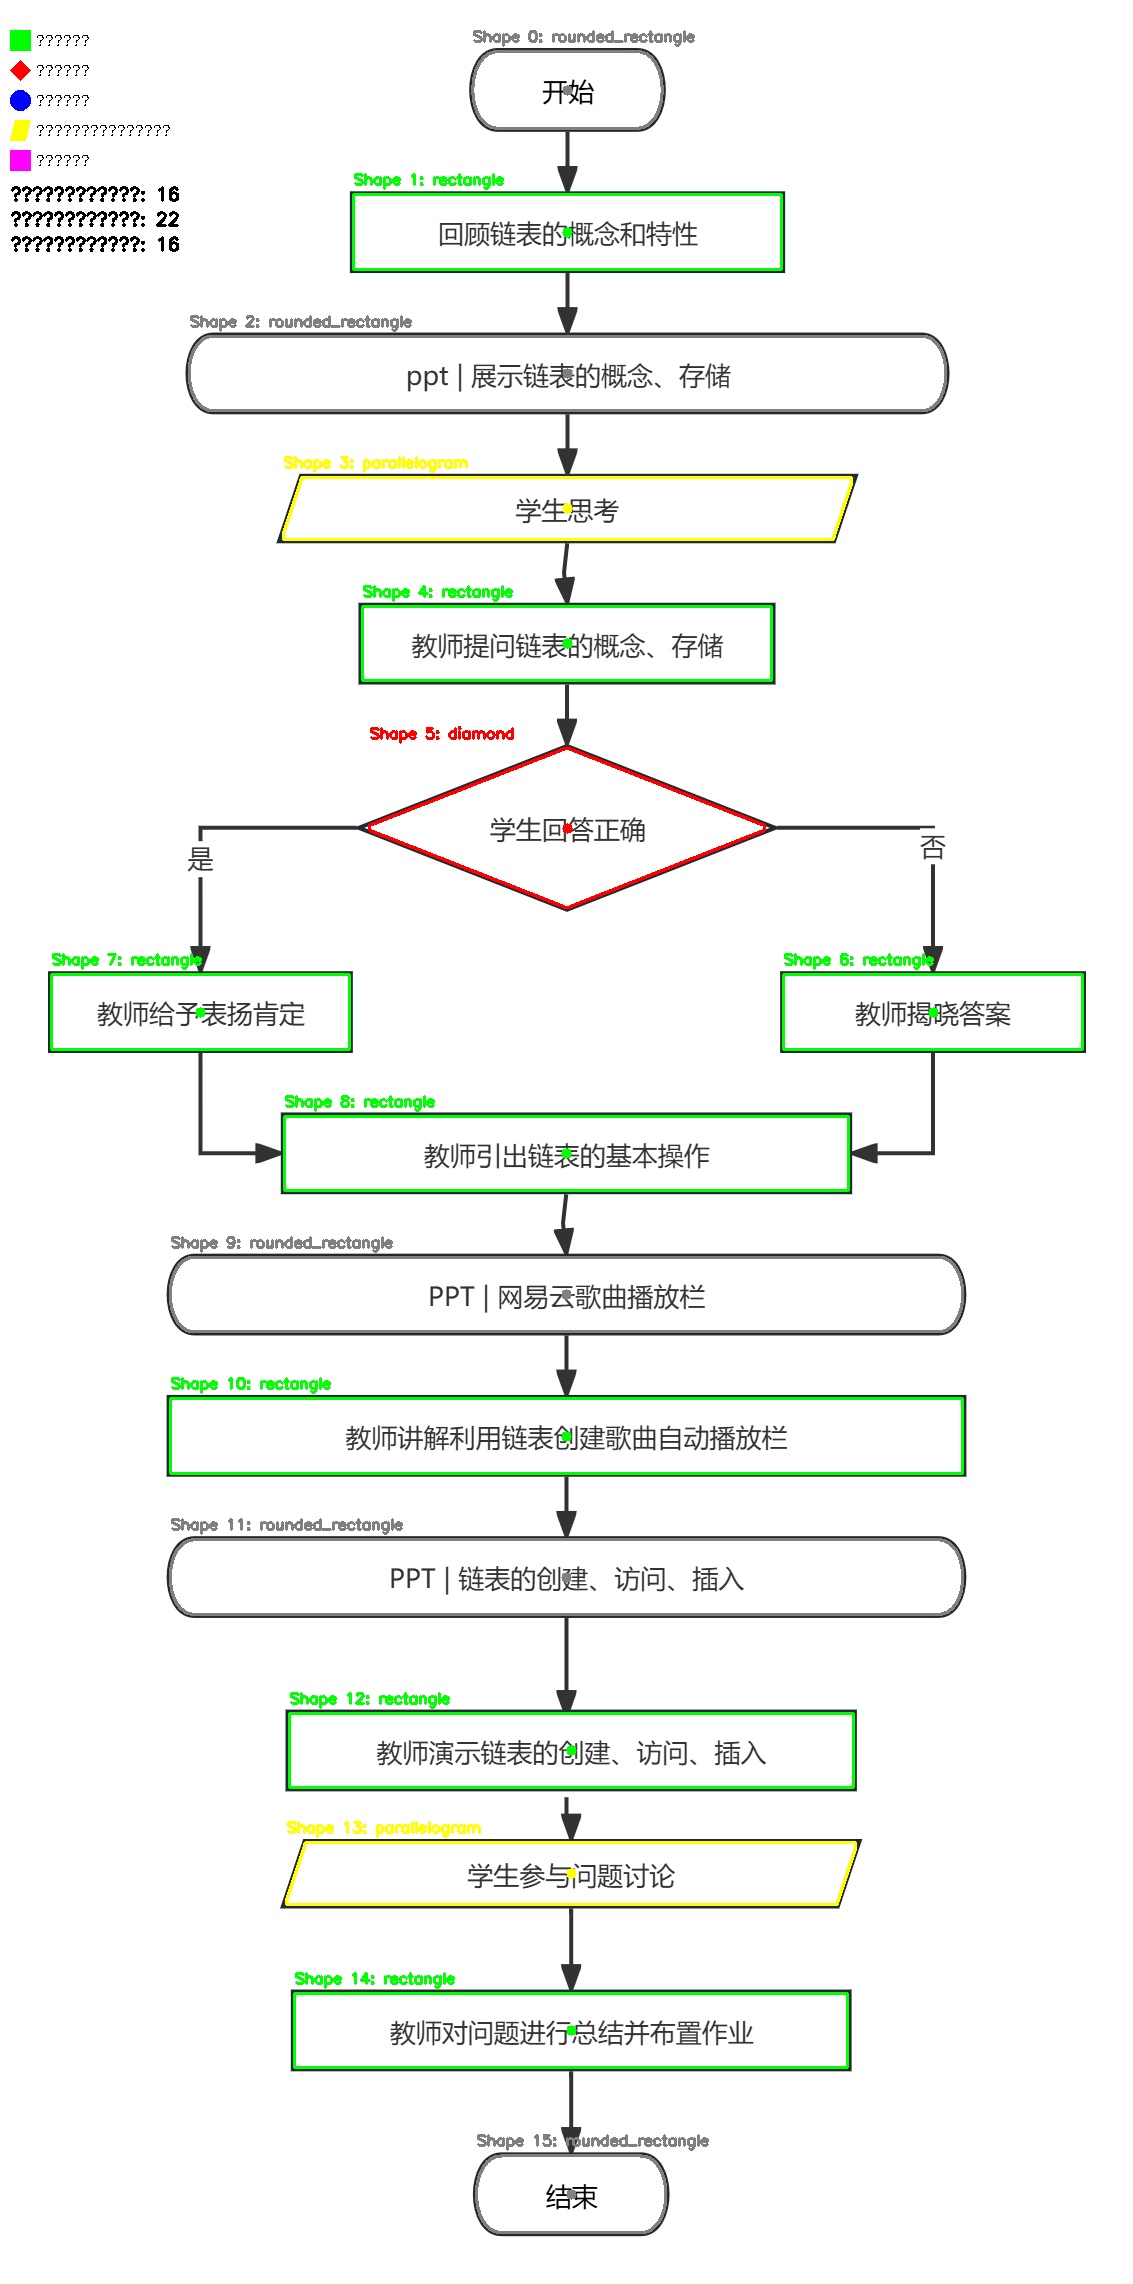 ??????
??????
??????
???????????????
??????
????????????: 16
????????????: 22
????????????: 16
Shape 0: rounded_rectangle
开始
Shape 1: rectangle
回顾链表的概念和特性
Shape 2: rounded_rectangle
ppt | 展示链表的概念、存储
Shape 3: parallelogram
学生思考
Shape 4: rectangle
教师提问链表的概念、存储
Shape 5: diamond
学生回答正确
是
否
Shape 7: rectangle
教师给予表扬肯定
Shape 6: rectangle
教师揭晓答案
Shape 8: rectangle
教师引出链表的基本操作
Shape 9: rounded_rectangle
PPT | 网易云歌曲播放栏
Shape 10: rectangle
教师讲解利用链表创建歌曲自动播放栏
Shape 11: rounded_rectangle
PPT | 链表的创建、访问、插入
Shape 12: rectangle
教师演示链表的创建、访问、插入
Shape 13: parallelogram
学生参与问题讨论
Shape 14: rectangle
教师对问题进行总结并布置作业
Shape 15: rounded_rectangle
结束